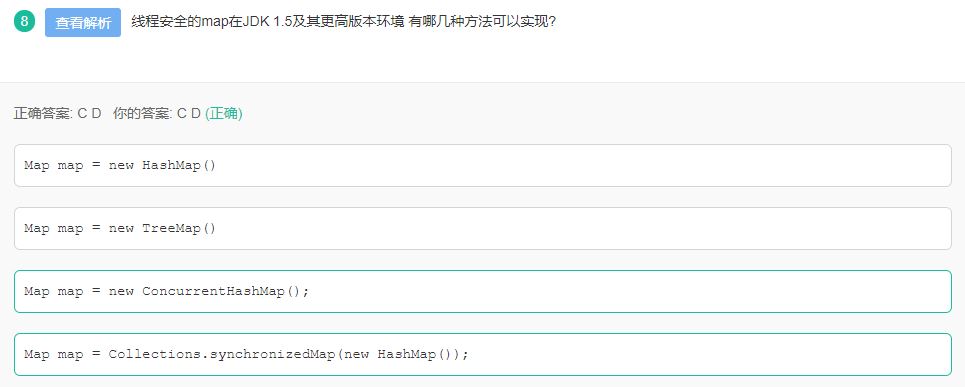 8 查看解析 线程安全的map在JDK 1.5及其更高版本环境 有哪几种方法可以实现?
正确答案: C D 你的答案: C D (正确)
Map map = new HashMap()
Map map = new TreeMap()
Map map = new ConcurrentHashMap();
Map map = Collections.synchronizedMap(new HashMap());